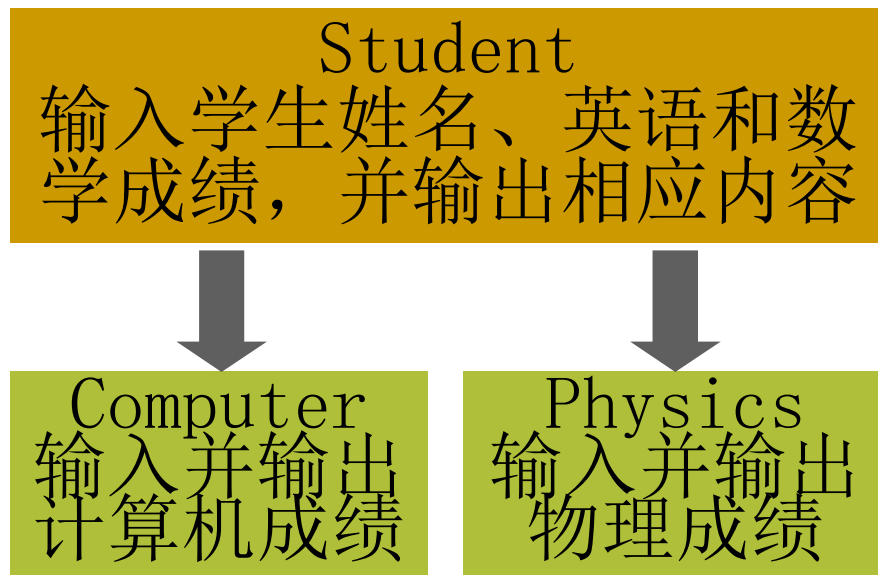 Student
输入学生姓名、英语和数
学成绩，并输出相应内容
Computer
输入并输出
计算机成绩
Physics
输入并输出
物理成绩